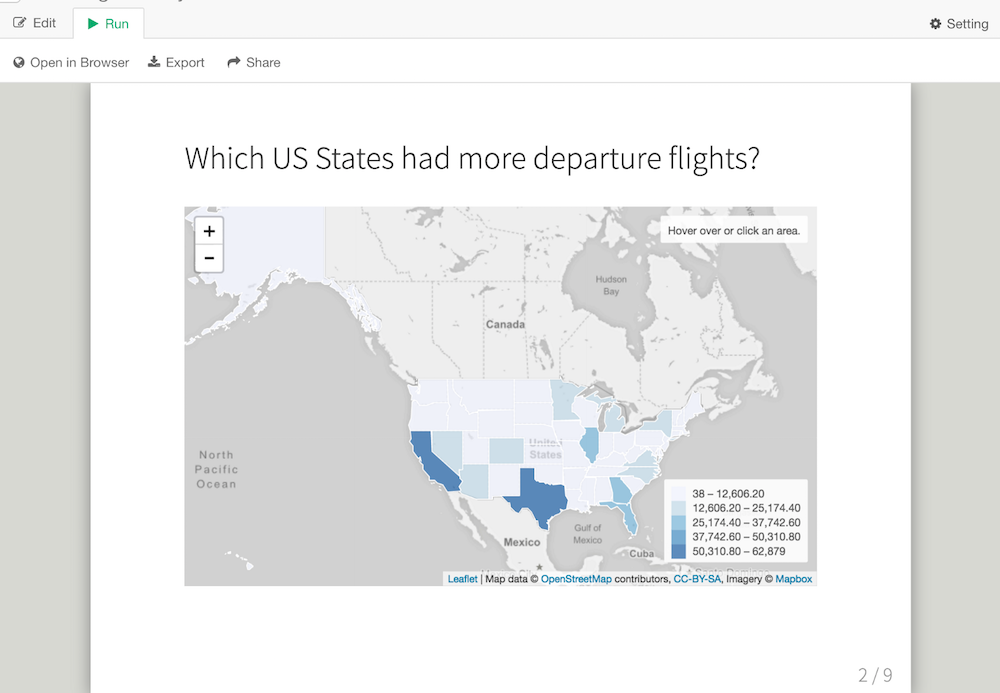 Edit
Run
Setting
Open in Browser
Export
Share
Which US States had more departure flights?
+
Hover over or click an area.
−
Hudson
Bay
Canada
United
States
North
Pacific
Ocean
38 – 12,606.20
12,606.20 – 25,174.40
25,174.40 – 37,742.60
37,742.60 – 50,310.80
50,310.80 – 62,879
Gulf of
Mexico
Mexico
Cuba
Leaflet | Map data © OpenStreetMap contributors, CC-BY-SA, Imagery © Mapbox
2 / 9